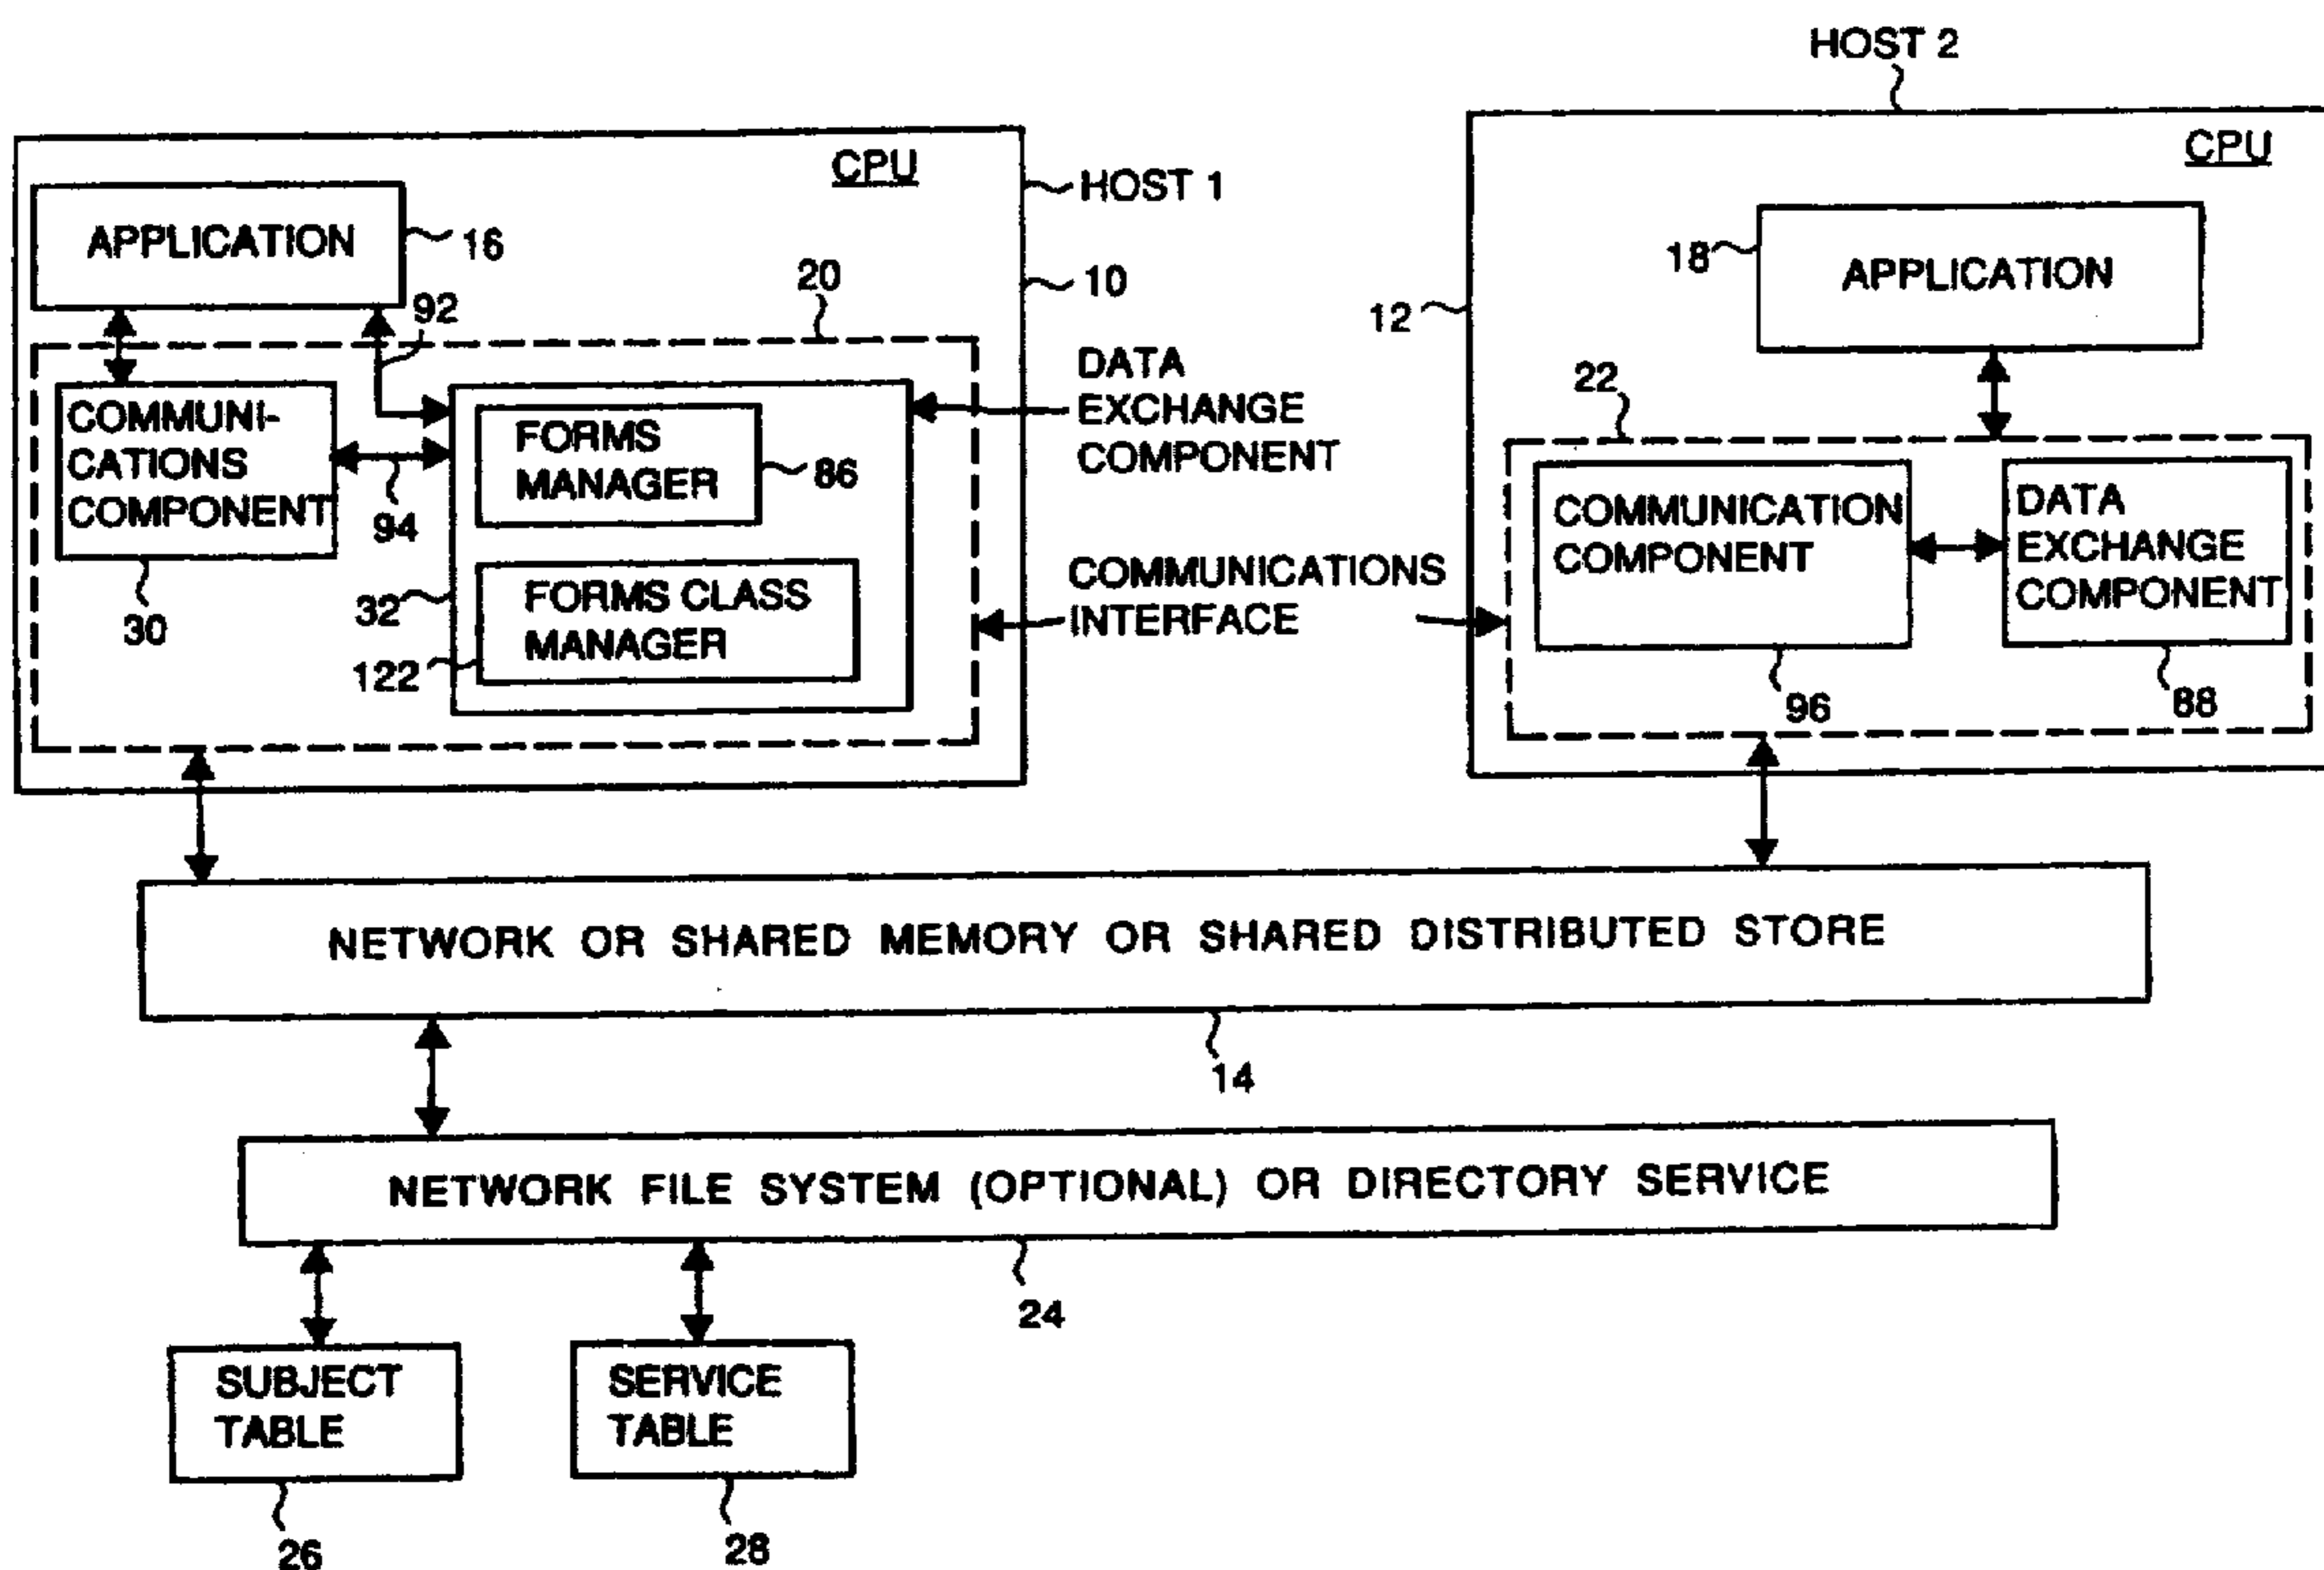 HOST 2
CPU
HOST 1
CPU
APPLICATION
16
10
92
20
DATA
EXCHANGE
COMPONENT
COMMUNI-
CATIONS
COMPONENT
30
94
FORMS
MANAGER
86
32
FORMS CLASS
MANAGER
122
COMMUNICATIONS
INTERFACE
12
18
APPLICATION
22
COMMUNICATION
COMPONENT
96
DATA
EXCHANGE
COMPONENT
88
NETWORK OR SHARED MEMORY OR SHARED DISTRIBUTED STORE
14
NETWORK FILE SYSTEM (OPTIONAL) OR DIRECTORY SERVICE
24
SUBJECT
TABLE
26
SERVICE
TABLE
28